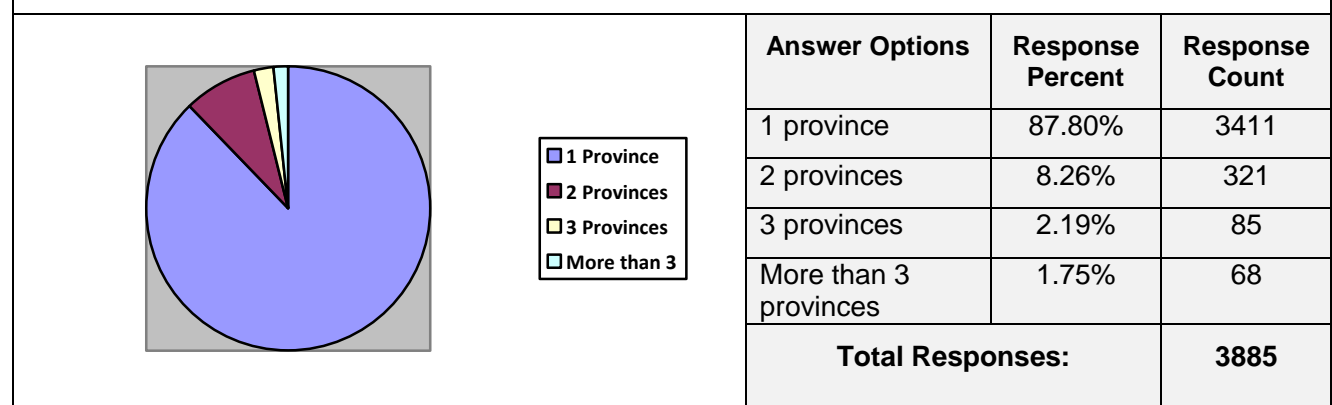 1 Province
2 Provinces
3 Provinces
More than 3
Answer Options Response Percent Response Count
1 province 87.80% 3411
2 provinces 8.26% 321
3 provinces 2.19% 85
More than 3 provinces 1.75% 68
Total Responses: 3885